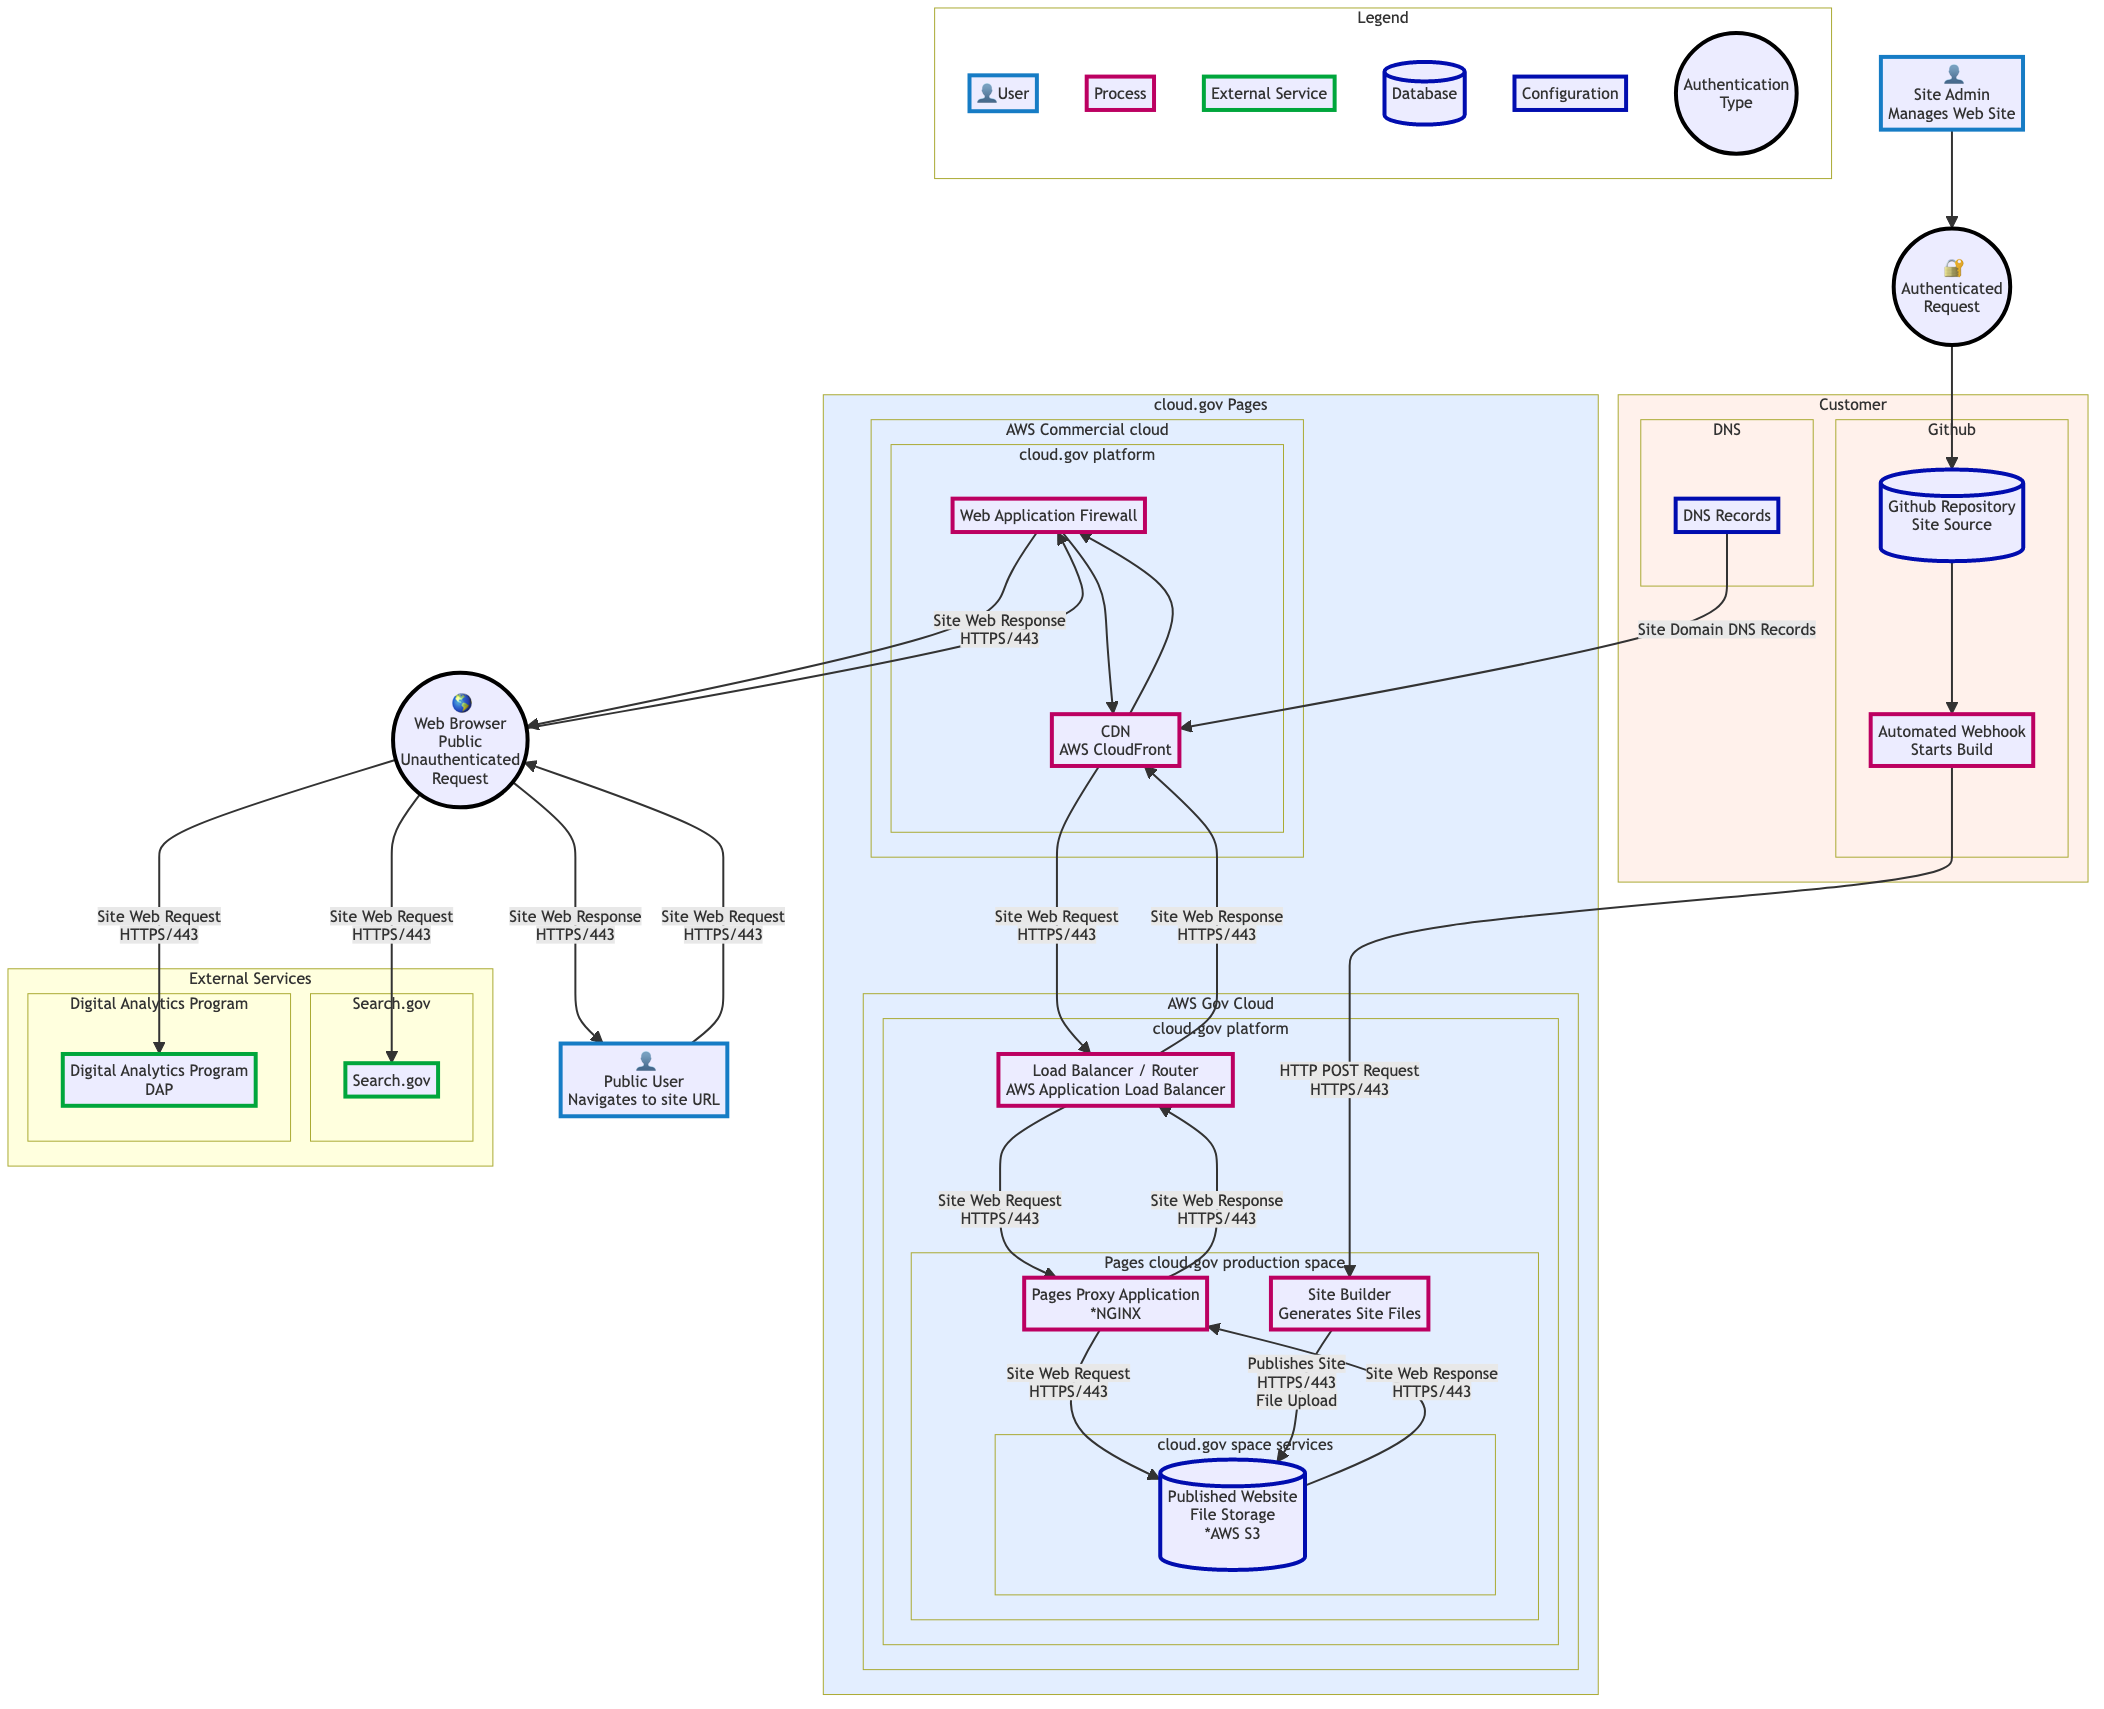 Legend
User
Process
External Service
Database
Configuration
Authentication
Type
Site Admin
Manages Web Site
Authenticated
Request
cloud.gov Pages
AWS Commercial cloud
cloud.gov platform
Web Application Firewall
Customer
DNS
DNS Records
Github
Github Repository
Site Source
Site Web Response
HTTPS/443
Site Domain DNS Records
Web Browser
Public
Unauthenticated
Request
CDN
AWS CloudFront
Automated Webhook
Starts Build
Site Web Request
HTTPS/443
Site Web Request
HTTPS/443
Site Web Response
HTTPS/443
Site Web Request
HTTPS/443
Site Web Request
HTTPS/443
Site Web Response
HTTPS/443
External Services
Digital Analytics Program
Digital Analytics Program
DAP
Search.gov
Search.gov
Public User
Navigates to site URL
AWS Gov Cloud
cloud.gov platform
Load Balancer / Router
AWS Application Load Balancer
HTTP POST Request
HTTPS/443
Site Web Request
HTTPS/443
Site Web Response
HTTPS/443
Pages cloud.gov production space
Pages Proxy Application
*NGINX
Site Builder
Generates Site Files
Site Web Request
HTTPS/443
Publishes Site
HTTPS/443
File Upload
Site Web Response
HTTPS/443
cloud.gov space services
Published Website
File Storage
*AWS S3